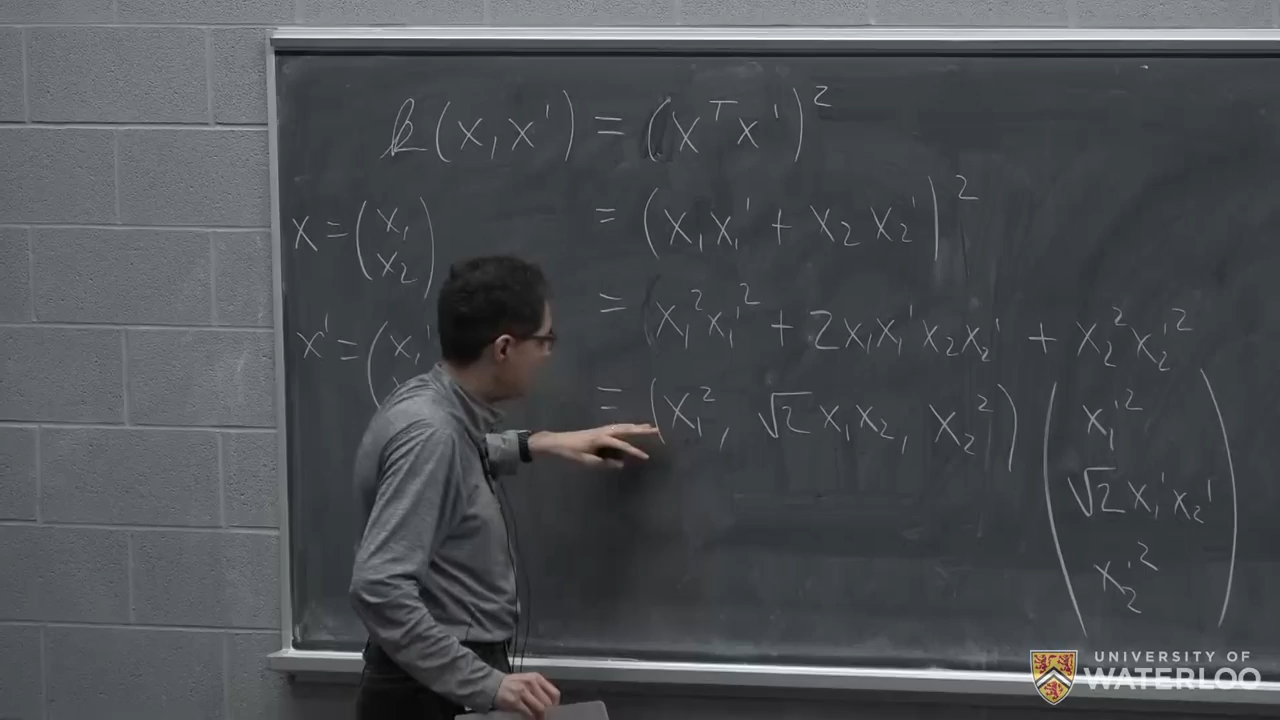 k(x, x') = (xᵀx')²
= (x₁x₁' + x₂x₂')²
x = (x₁
x₂)
= x₁²x₁'² + 2x₁x₁'x₂x₂' + x₂²x₂'²
x' = (x₁'
= (x₁², √2 x₁x₂, x₂²) (x₁'²
√2 x₁'x₂'
x₂'²)
UNIVERSITY OF
WATERLOO